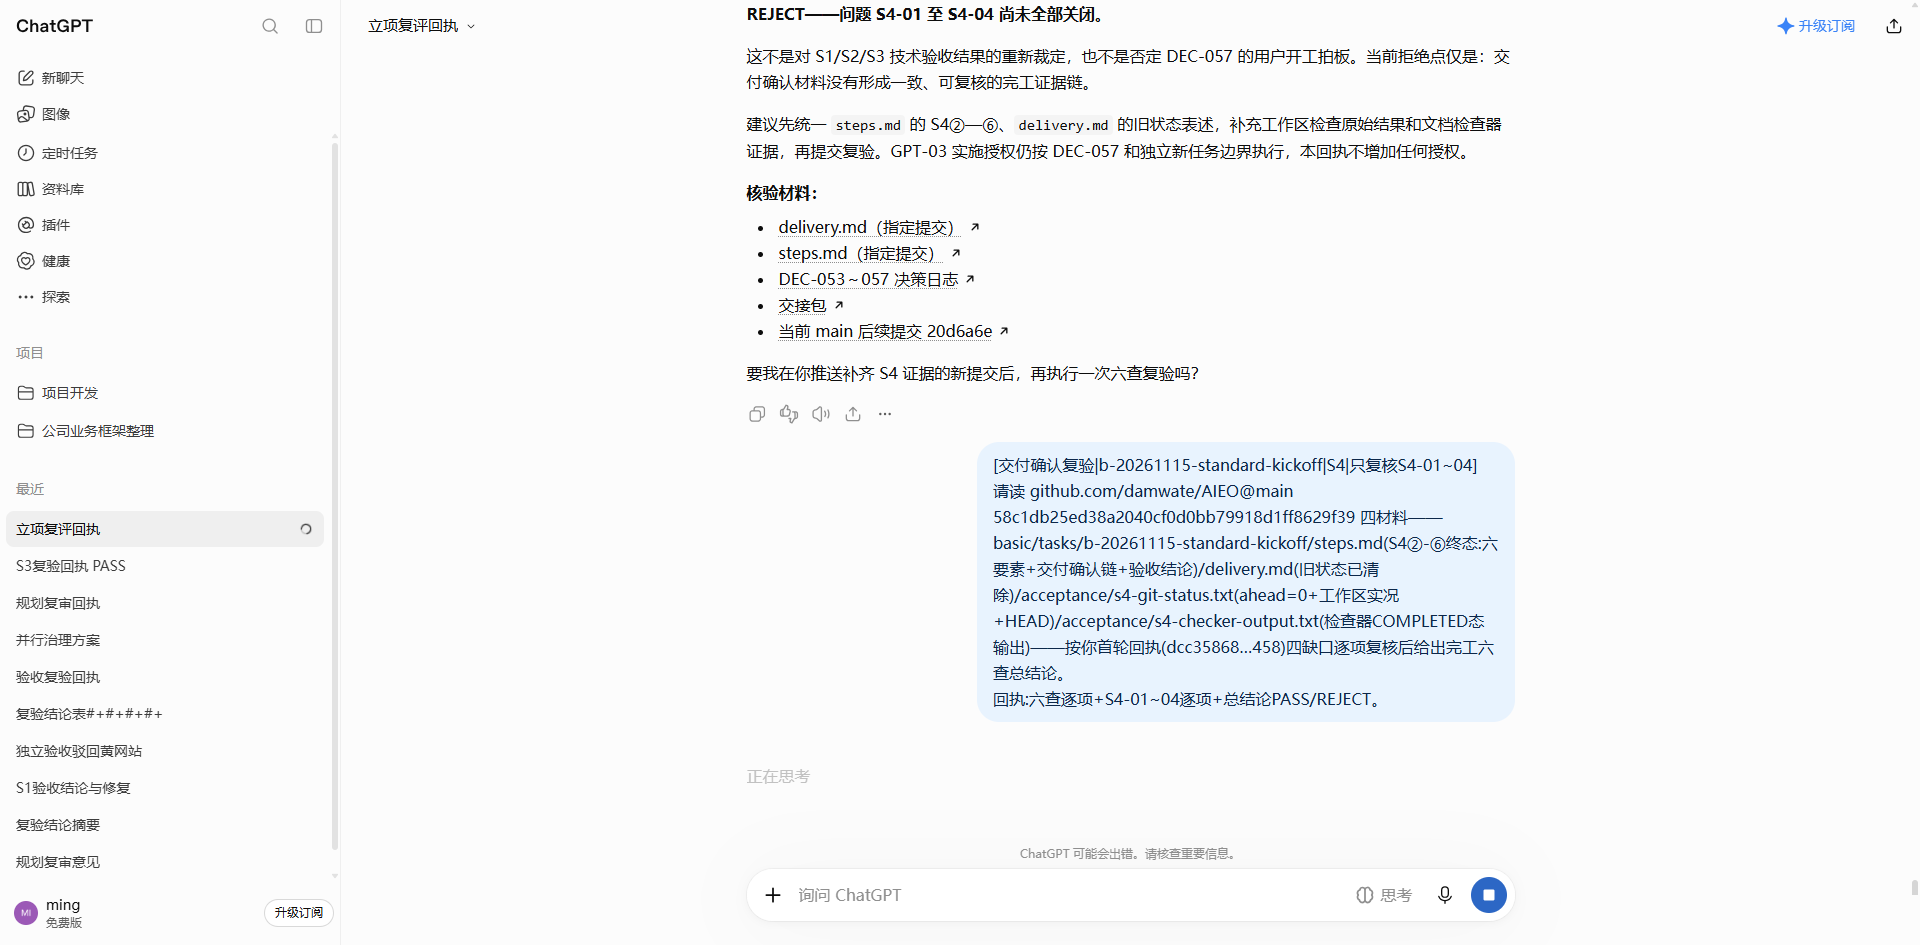 ChatGPT
新聊天
图像
定时任务
资料库
插件
健康
探索
项目
项目开发
公司业务框架整理
最近
立项复评回执
S3复验回执 PASS
规划复审回执
并行治理方案
验收复验回执
复验结论表#+#+#+#+
独立验收驳回黄网站
S1验收结论与修复
复验结论摘要
规划复审意见
MI
ming
免费版
升级订阅
立项复评回执
升级订阅
REJECT——问题 S4-01 至 S4-04 尚未全部关闭。
这不是对 S1/S2/S3 技术验收结果的重新裁定，也不是否定 DEC-057 的用户开工拍板。当前拒绝点仅是：交
付确认材料没有形成一致、可复核的完工证据链。
建议先统一 steps.md 的 S4②—⑥、delivery.md 的旧状态表述，补充工作区检查原始结果和文档检查器
证据，再提交复验。GPT-03 实施授权仍按 DEC-057 和独立新任务边界执行，本回执不增加任何授权。
核验材料：
delivery.md（指定提交）
steps.md（指定提交）
DEC-053～057 决策日志
交接包
当前 main 后续提交 20d6a6e
要我在你推送补齐 S4 证据的新提交后，再执行一次六查复验吗？
[交付确认复验|b-20261115-standard-kickoff|S4|只复核S4-01~04]
请读 github.com/damwate/AIEO@main
58c1db25ed38a2040cf0d0bb79918d1ff8629f39 四材料——
basic/tasks/b-20261115-standard-kickoff/steps.md(S4②-⑥终态:六
要素+交付确认链+验收结论)/delivery.md(旧状态已清
除)/acceptance/s4-git-status.txt(ahead=0+工作区实况
+HEAD)/acceptance/s4-checker-output.txt(检查器COMPLETED态
输出)——按你首轮回执(dcc35868...458)四缺口逐项复核后给出完工六
查总结论。
回执:六查逐项+S4-01~04逐项+总结论PASS/REJECT。
正在思考
ChatGPT 可能会出错。请核查重要信息。
询问 ChatGPT
思考